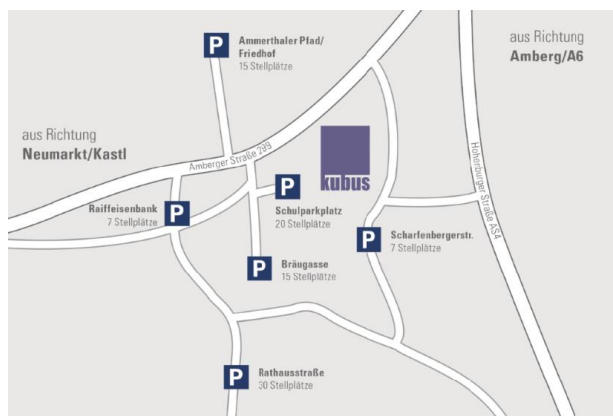 P
Ammerthaler Pfad/
Friedhof
15 Stellplätze
aus Richtung
Amberg/A6
aus Richtung
Neumarkt/Kastl
Amberger Straße 299
kubus
Hohenburger Straße AS4
P
Schulparkplatz
20 Stellplätze
Raiffeisenbank
7 Stellplätze
P
P
Scharfenbergerstr.
7 Stellplätze
P
Bräugasse
15 Stellplätze
P
Rathausstraße
30 Stellplätze